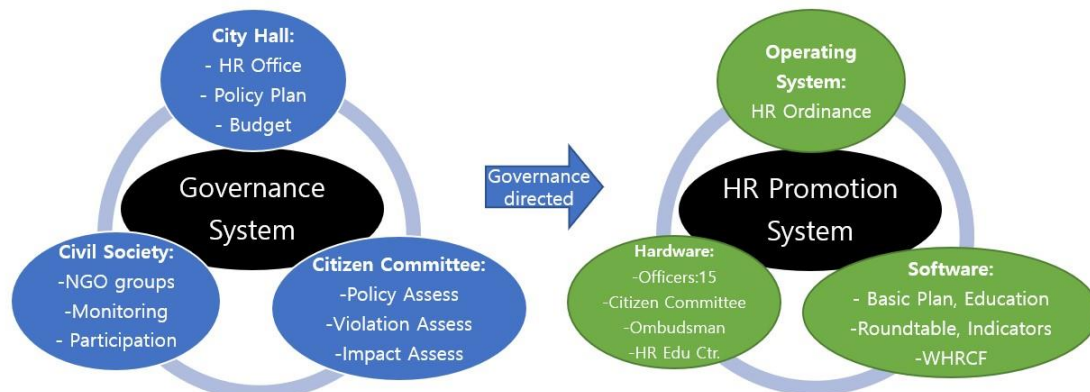 City Hall:
- HR Office
- Policy Plan
- Budget
Governance
System
Civil Society:
-NGO groups
-Monitoring
- Participation
Citizen Committee:
-Policy Assess
-Violation Assess
-Impact Assess
Governance
directed
Operating
System:
HR Ordinance
HR Promotion
System
Hardware:
-Officers:15
-Citizen Committee
-Ombudsman
-HR Edu Ctr.
Software:
- Basic Plan, Education
-Roundtable, Indicators
-WHRCF